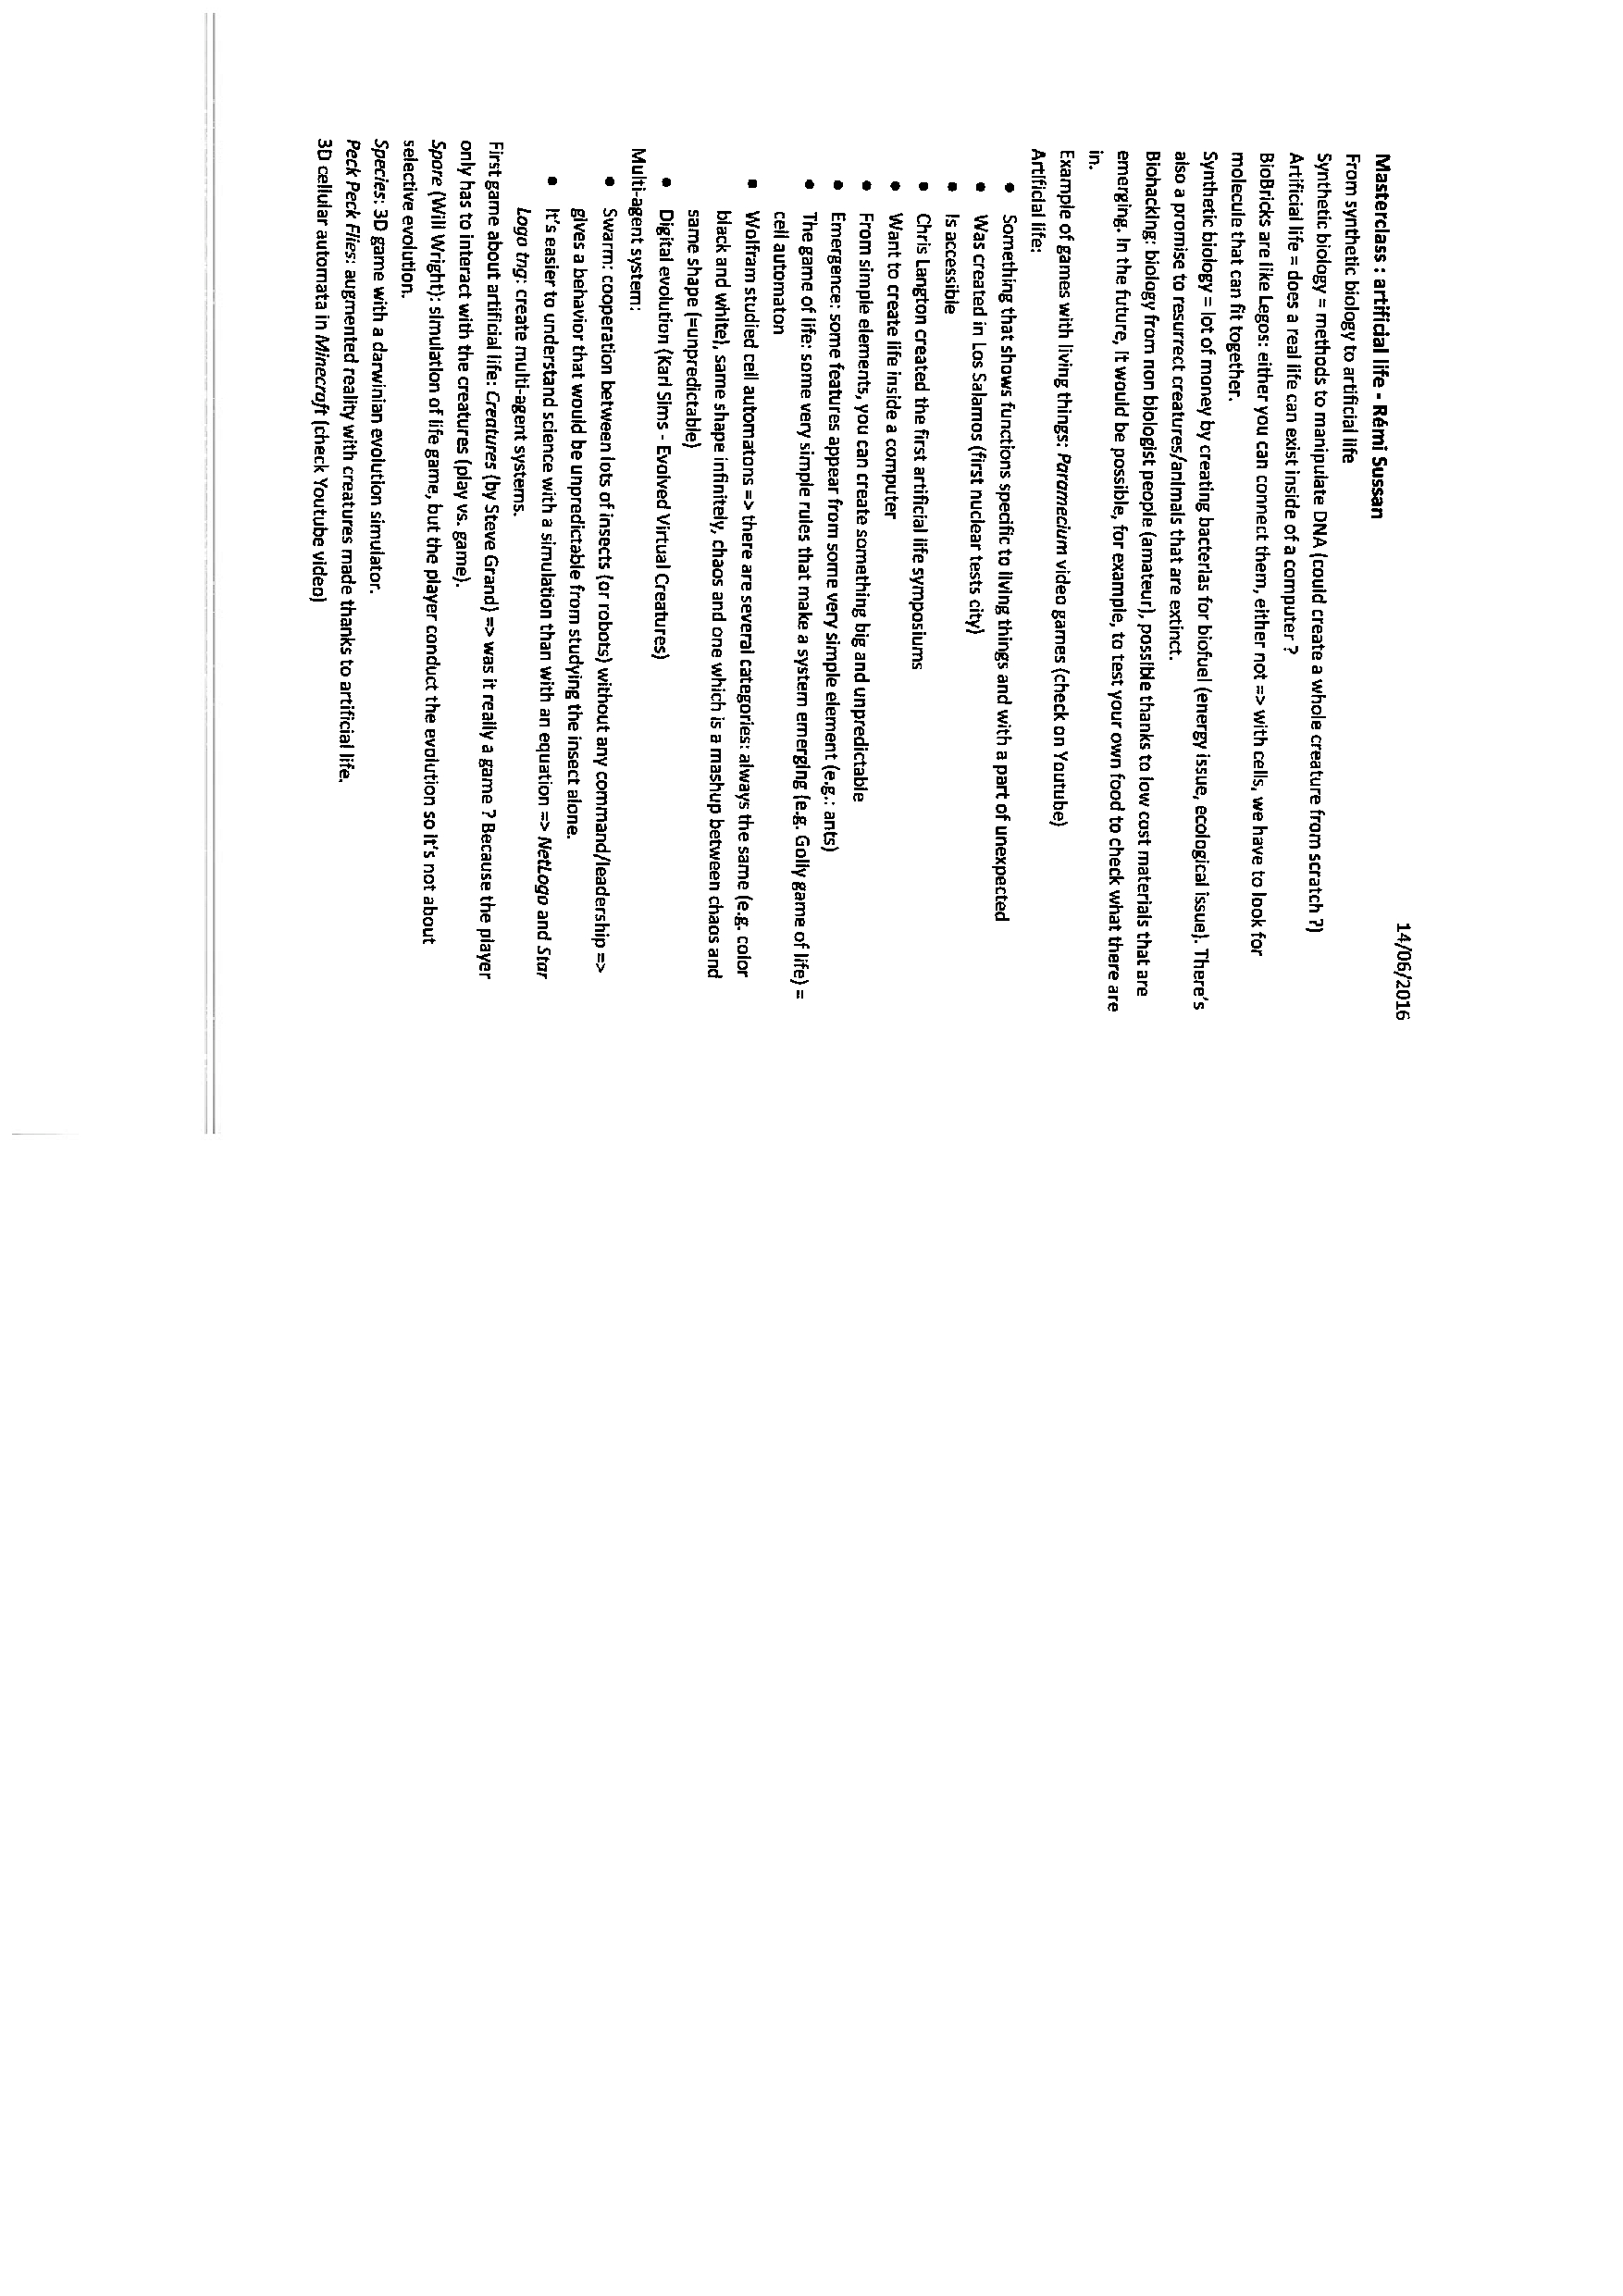 14/06/2016
Masterclass : artificial life - Rémi Sussan
From synthetic biology to artificial life
Synthetic biology = methods to manipulate DNA (could create a whole creature from scratch ?)
Artificial life = does a real life can exist inside of a computer ?
BioBricks are like Legos: either you can connect them, either not => with cells, we have to look for
molecule that can fit together.
Synthetic biology = lot of money by creating bacterias for biofuel (energy issue, ecological issue). There's
also a promise to resurrect creatures/animals that are extinct.
Biohacking: biology from non biologist people (amateur), possible thanks to low cost materials that are
emerging. In the future, it would be possible, for example, to test your own food to check what there are
in.
Example of games with living things: Paramecium video games (check on Youtube)
Artificial life:
• Something that shows functions specific to living things and with a part of unexpected
• Was created in Los Salamos (first nuclear tests city)
• Is accessible
• Chris Langton created the first artificial life symposiums
• Want to create life inside a computer
• From simple elements, you can create something big and unpredictable
• Emergence: some features appear from some very simple element (e.g.: ants)
• The game of life: some very simple rules that make a system emerging (e.g. Golly game of life) =
cell automaton
• Wolfram studied cell automatons => there are several categories: always the same (e.g. color
black and white), same shape infinitely, chaos and one which is a mashup between chaos and
same shape (=unpredictable)
• Digital evolution (Karl Sims - Evolved Virtual Creatures)
Multi-agent system:
• Swarm: cooperation between lots of insects (or robots) without any command/leadership =>
gives a behavior that would be unpredictable from studying the insect alone.
• It's easier to understand science with a simulation than with an equation => NetLogo and Star
Logo tng: create multi-agent systems.
First game about artificial life: Creatures (by Steve Grand) => was it really a game ? Because the player
only has to interact with the creatures (play vs. game).
Spore (Will Wright): simulation of life game, but the player conduct the evolution so it's not about
selective evolution.
Species: 3D game with a darwinian evolution simulator.
Peck Peck Flies: augmented reality with creatures made thanks to artificial life.
3D cellular automata in Minecraft (check Youtube video)